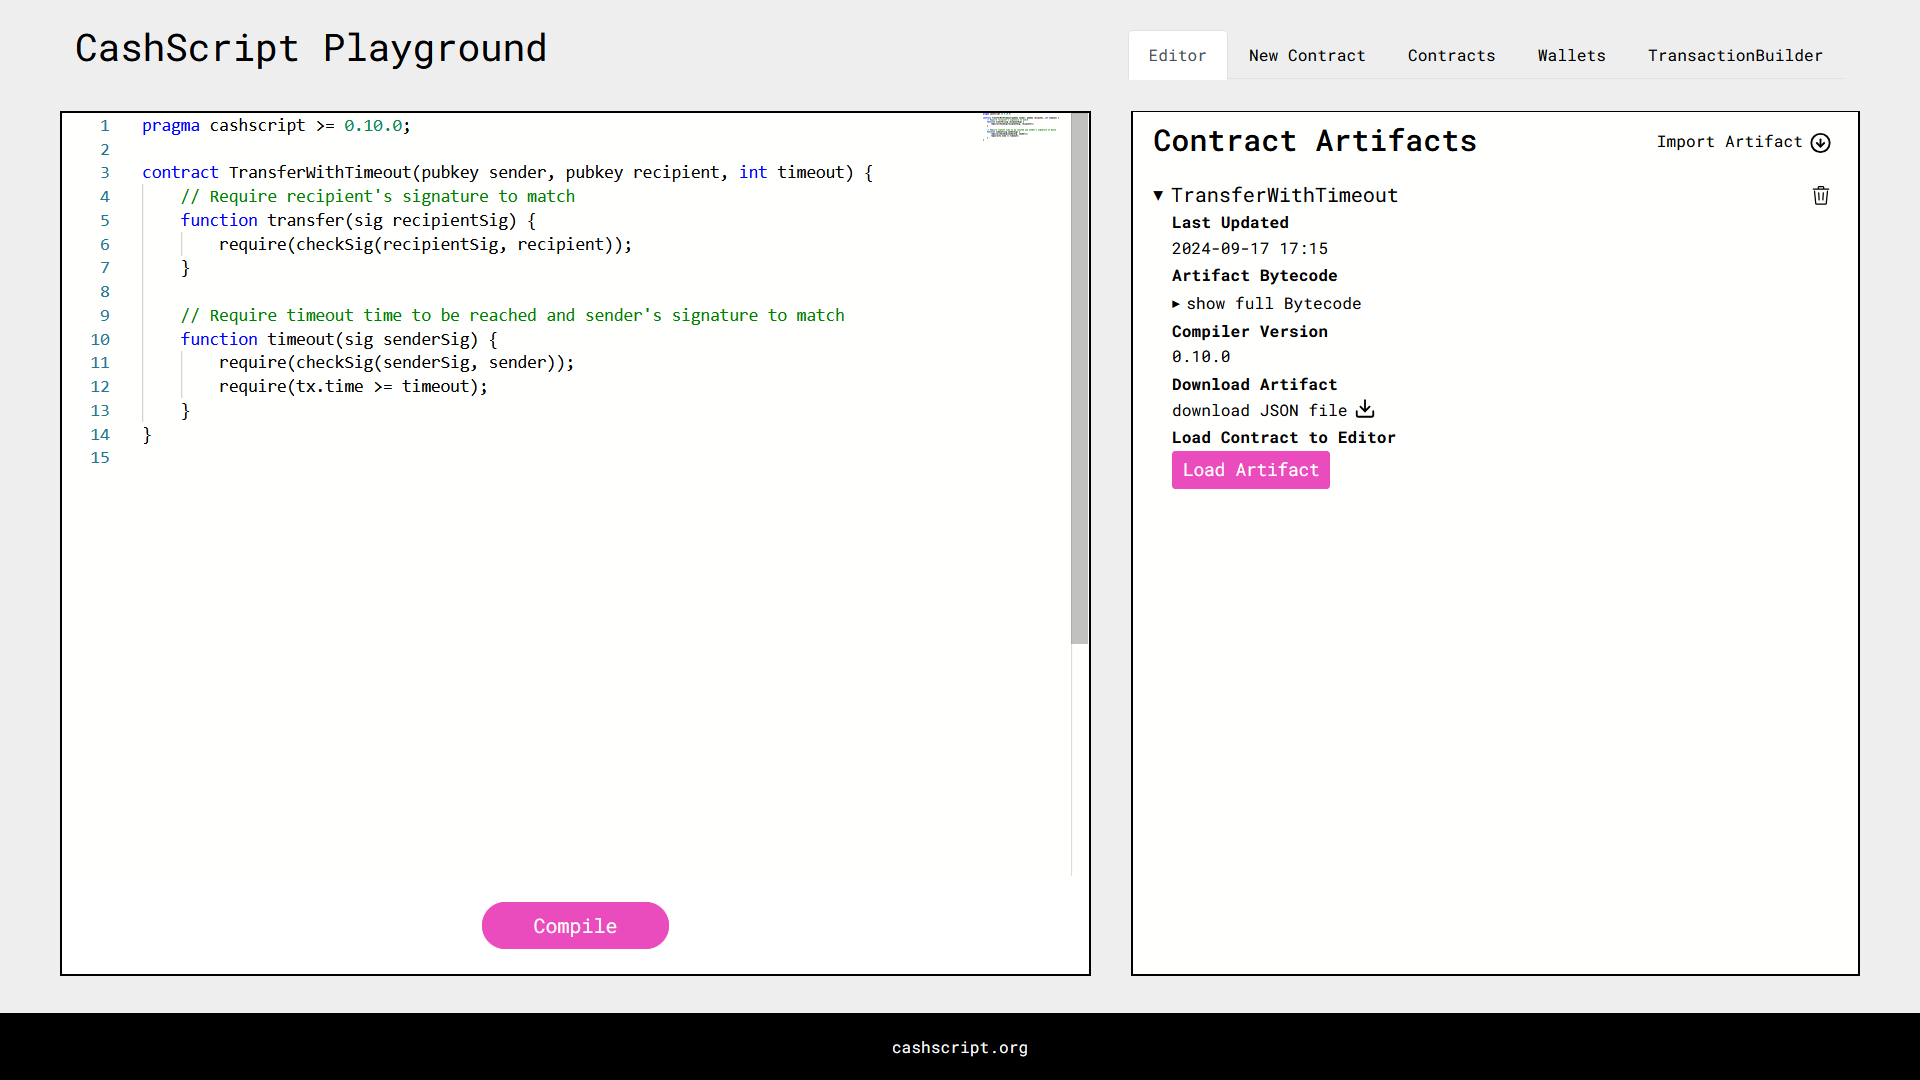 CashScript Playground
Editor
New Contract
Contracts
Wallets
TransactionBuilder
1 pragma cashscript >= 0.10.0;
2
3 contract TransferWithTimeout(pubkey sender, pubkey recipient, int timeout) {
4     // Require recipient's signature to match
5     function transfer(sig recipientSig) {
6         require(checkSig(recipientSig, recipient));
7     }
8
9     // Require timeout time to be reached and sender's signature to match
10     function timeout(sig senderSig) {
11         require(checkSig(senderSig, sender));
12         require(tx.time >= timeout);
13     }
14 }
15
Compile
Contract Artifacts
Import Artifact
▼ TransferWithTimeout
Last Updated
2024-09-17 17:15
Artifact Bytecode
▸ show full Bytecode
Compiler Version
0.10.0
Download Artifact
download JSON file
Load Contract to Editor
Load Artifact
cashscript.org